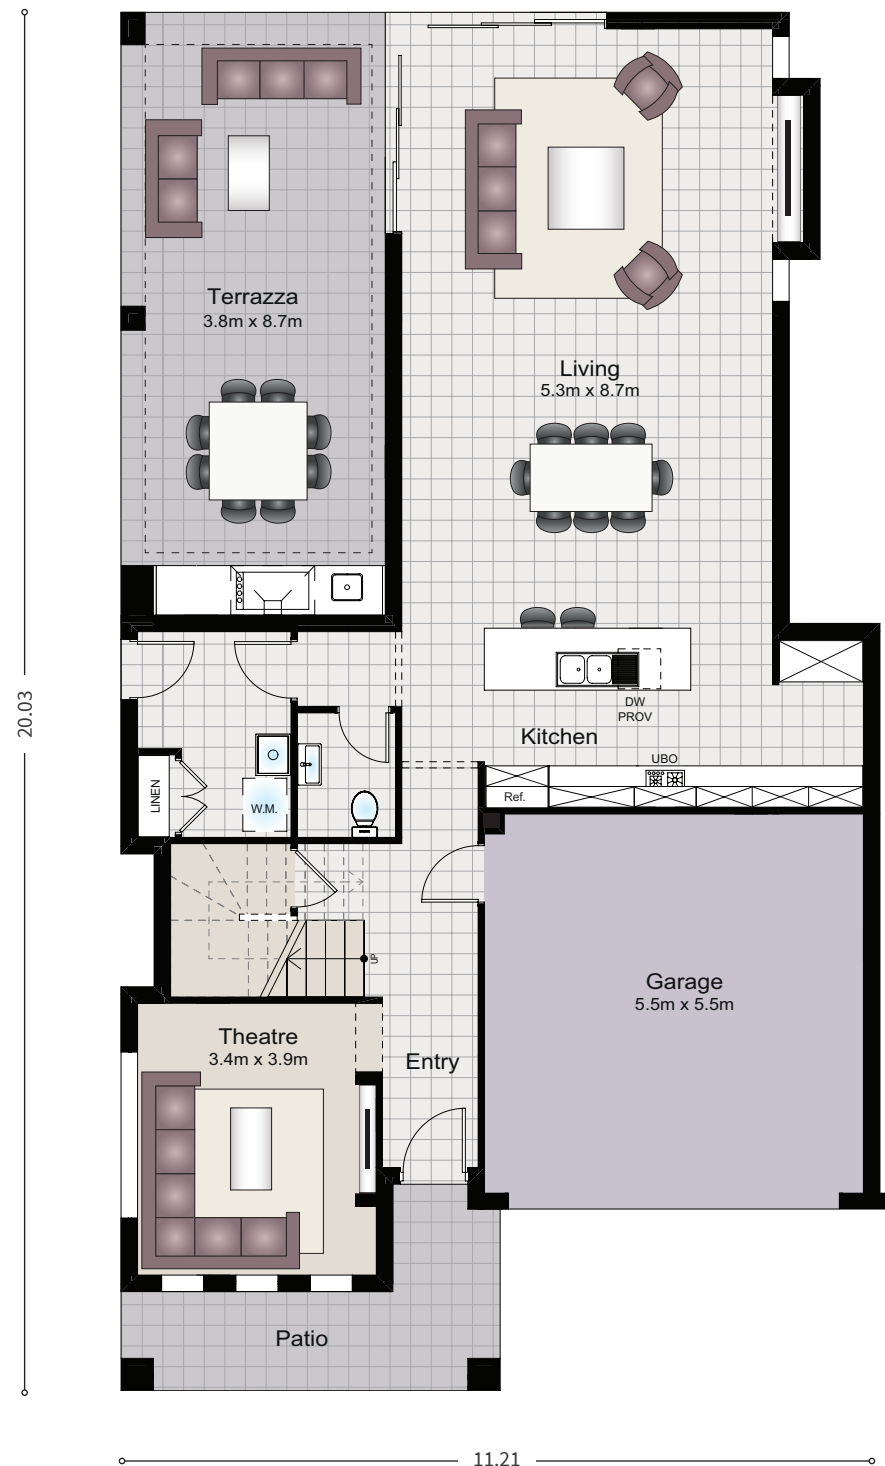 Terrazza
3.8m x 8.7m
Living
5.3m x 8.7m
DW
PROV
Kitchen
UBO
Ref.
LINEN
W.M.
UP
Garage
5.5m x 5.5m
Theatre
3.4m x 3.9m
Entry
Patio
20.03
11.21